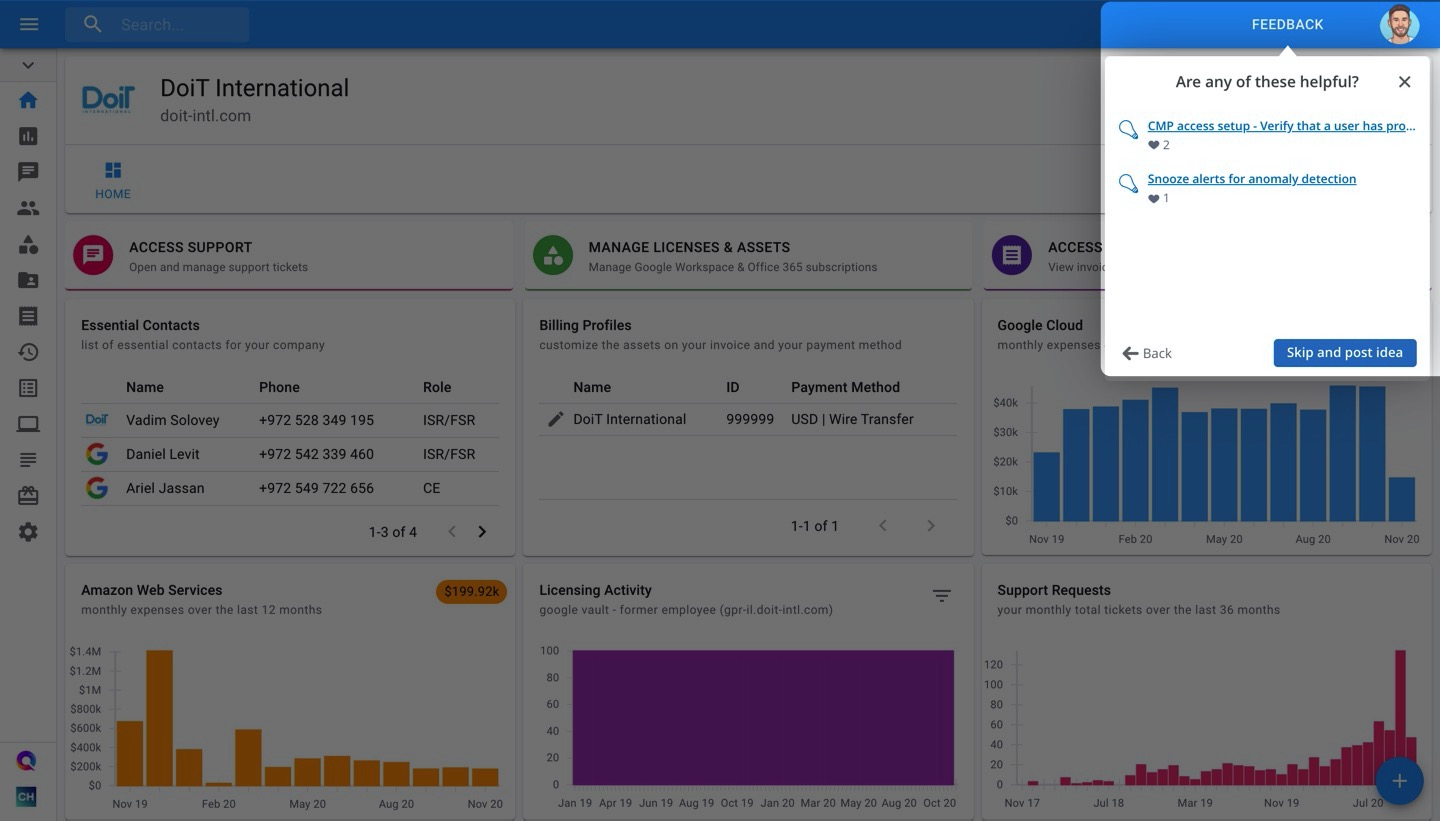 Search...
FEEDBACK
Are any of these helpful?
CMP access setup - Verify that a user has pro...
2
Snooze alerts for anomaly detection
1
Back
Skip and post idea
DoiT
INTERNATIONAL
DoiT International
doit-intl.com
HOME
ACCESS SUPPORT
Open and manage support tickets
MANAGE LICENSES & ASSETS
Manage Google Workspace & Office 365 subscriptions
ACCESS
View invoic
Essential Contacts
list of essential contacts for your company
Name Phone Role
DoiT Vadim Solovey +972 528 349 195 ISR/FSR
Daniel Levit +972 542 339 460 ISR/FSR
Ariel Jassan +972 549 722 656 CE
1-3 of 4
Billing Profiles
customize the assets on your invoice and your payment method
Name ID Payment Method
DoiT International 999999 USD | Wire Transfer
1-1 of 1
Google Cloud
monthly expenses
$40k
$30k
$20k
$10k
$0
Nov 19 Feb 20 May 20 Aug 20 Nov 20
Amazon Web Services
$199.92k
monthly expenses over the last 12 months
$1.4M
$1.2M
$1M
$800k
$600k
$400k
$200k
$0
Nov 19 Feb 20 May 20 Aug 20 Nov 20
Licensing Activity
google vault - former employee (gpr-il.doit-intl.com)
100
80
60
40
20
0
Jan 19 Apr 19 Jun 19 Aug 19 Oct 19 Jan 20 Mar 20 May 20 Aug 20 Oct 20
Support Requests
your monthly total tickets over the last 36 months
120
100
80
60
40
20
0
Nov 17 Jul 18 Mar 19 Nov 19 Jul 20
CH